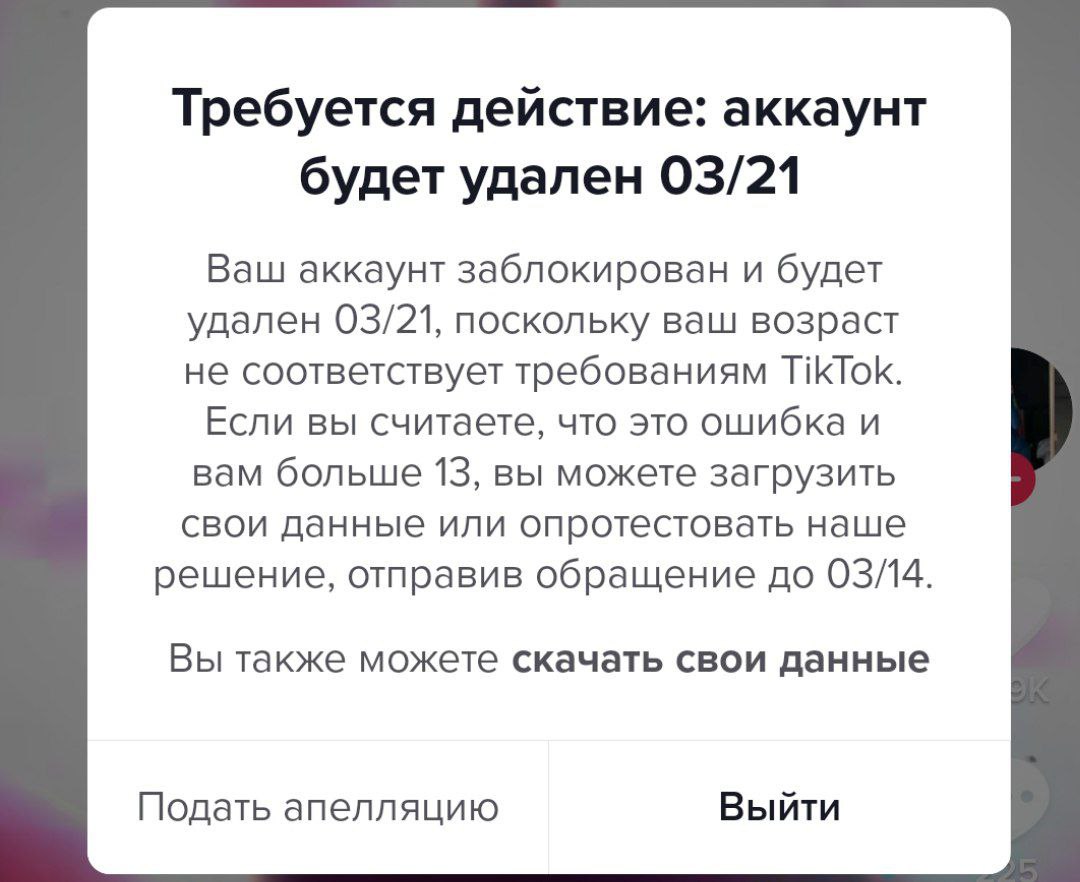 Требуется действие: аккаунт
будет удален 03/21
Ваш аккаунт заблокирован и будет
удален 03/21, поскольку ваш возраст
не соответствует требованиям TikTok.
Если вы считаете, что это ошибка и
вам больше 13, вы можете загрузить
свои данные или опротестовать наше
решение, отправив обращение до 03/14.
Вы также можете скачать свои данные
Подать апелляцию
Выйти